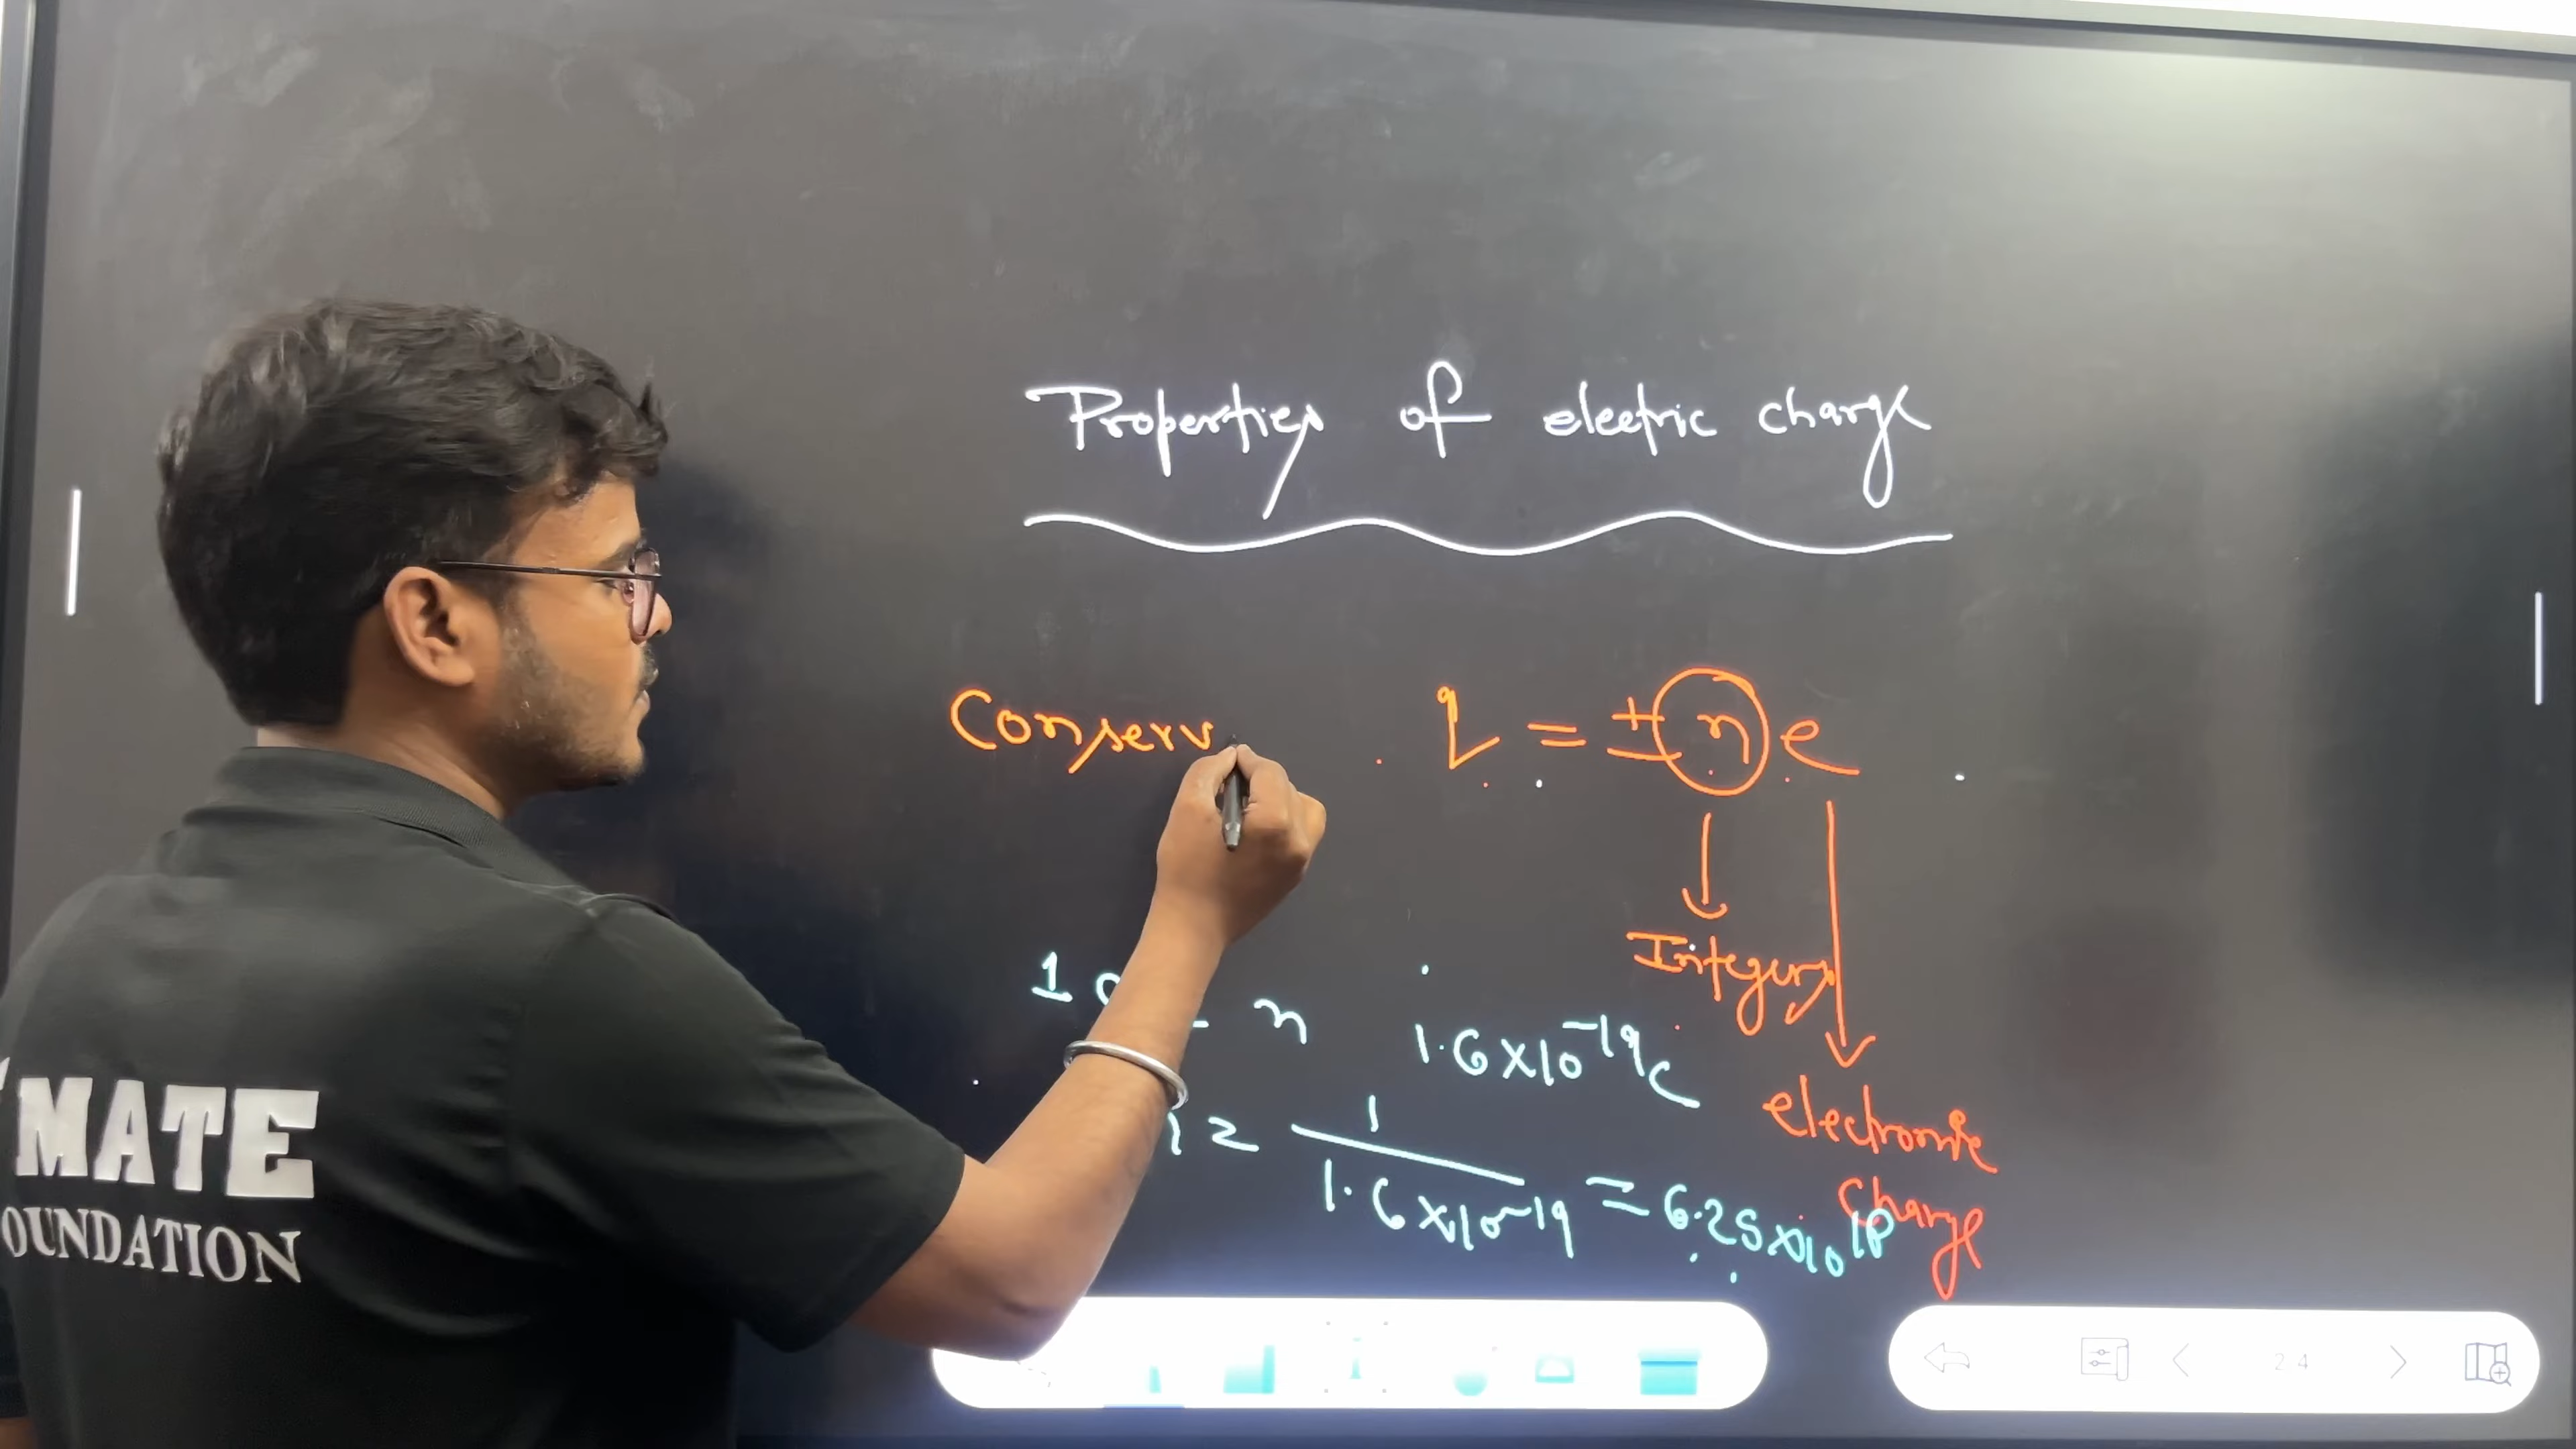 Properties of electric charge
Conserv
q = ± n e
Integers
1 n 1.6×10⁻¹⁹C
electronic
charge
= 1 / 1.6×10⁻¹⁹ = 6.25×10¹⁸
MATE
OUNDATION
24